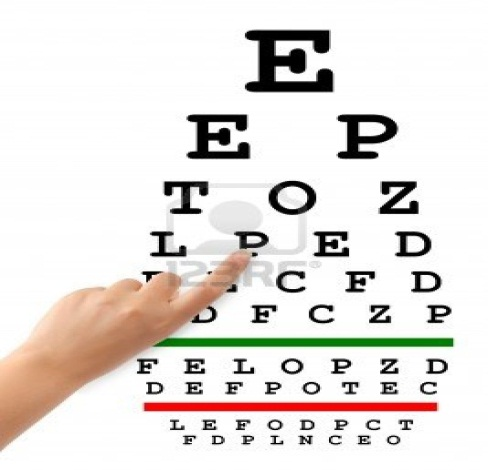 E
E P
T O Z
L P E D
E C F D
D F C Z P
F E L O P Z D
D E F P O T E C
L E F O D P C T
F D P L N C E O
123RF